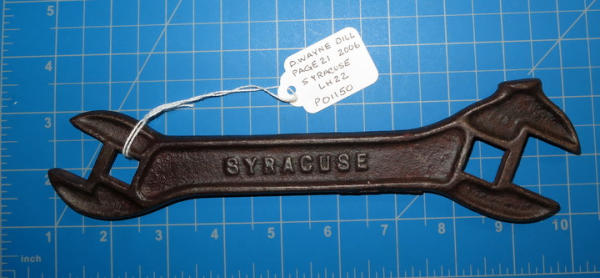 D. WAYNE DILL
PAGE 21 2006
SYRACUSE
LH22
PO1150
SYRACUSE
5
4
3
2
1
inch 1 2 3 4 5 6 7 8 9 10